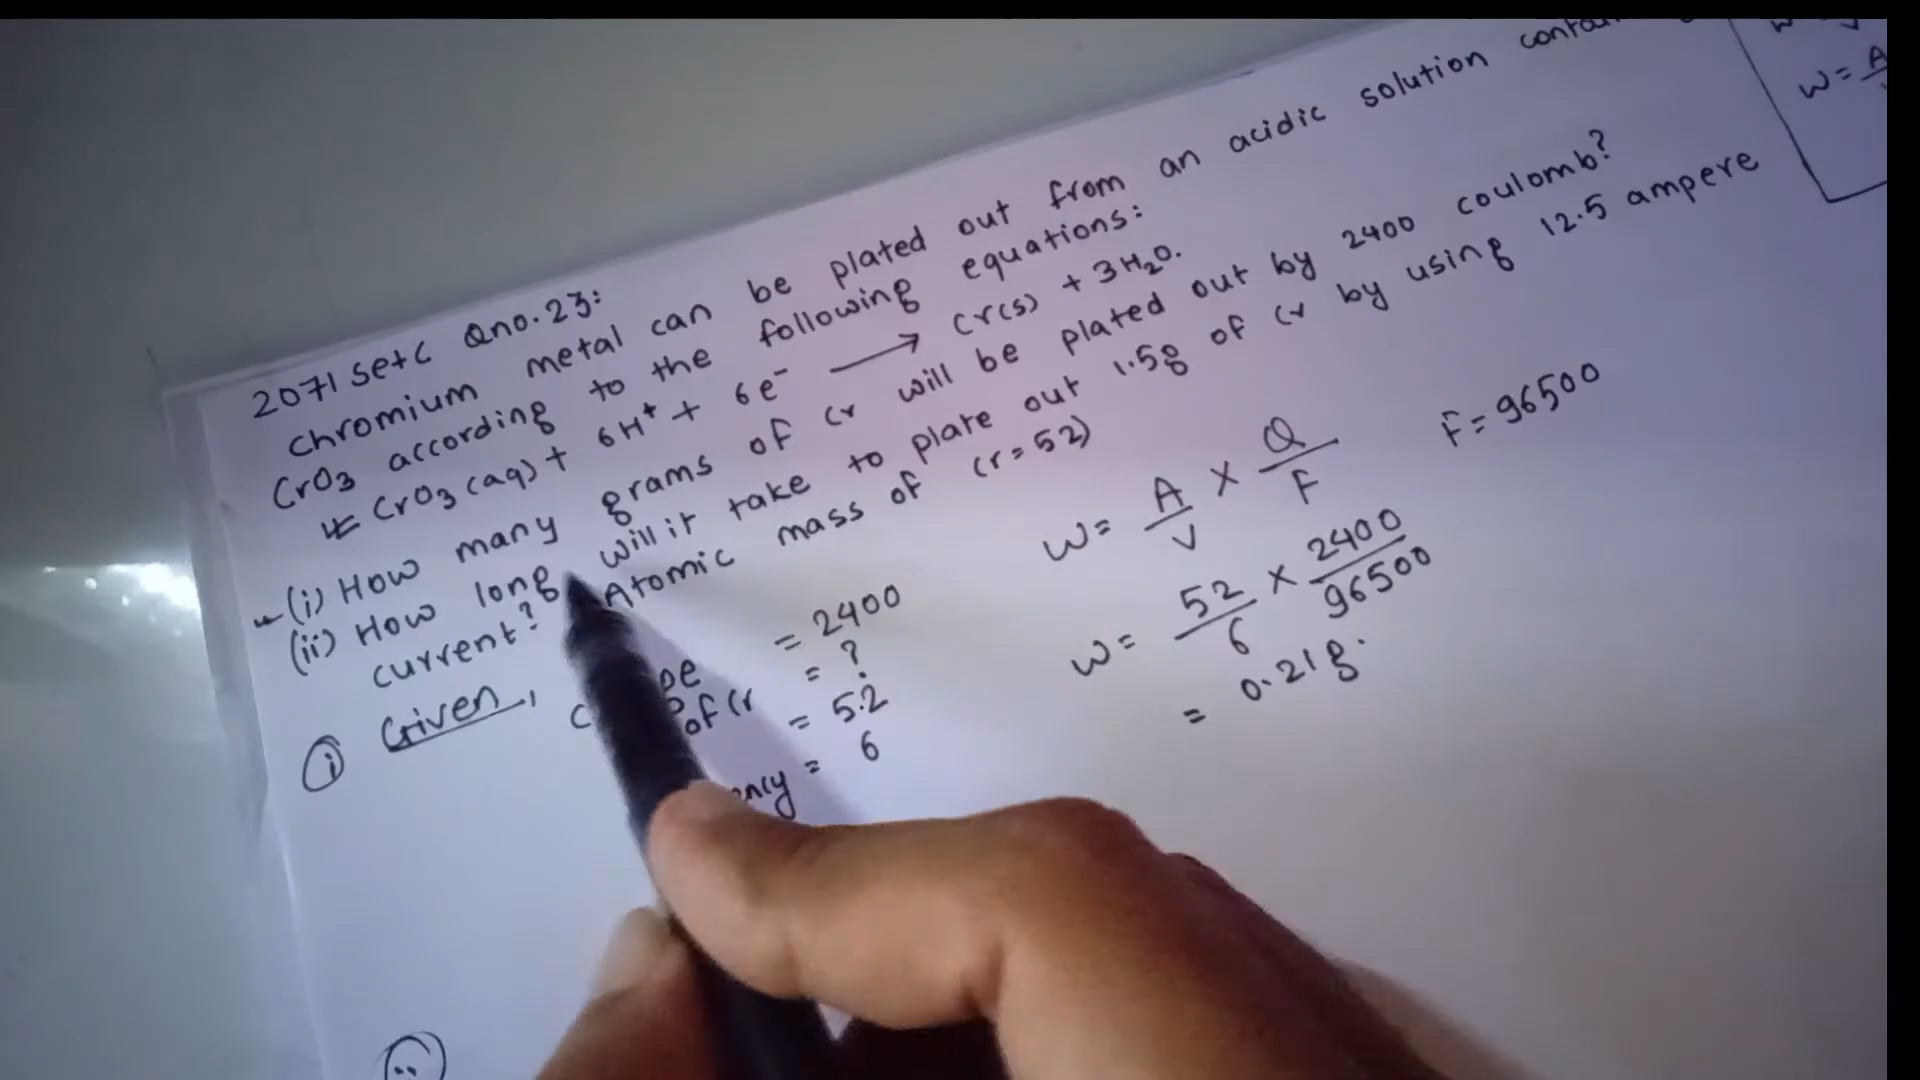 2071 Set C Qno.23:
Chromium metal can be plated out from an acidic solution
CrO3 according to the following equations:
CrO3 (aq) + 6H+ + 6e- → Cr(s) + 3H2O.
(i) How many grams of Cr will be plated out by 2400 coulomb?
(ii) How long will it take to plate out 1.5g of Cr by using 12.5 ampere
current? Atomic mass of Cr = 52)
(i) Given,
= 2400
of Cr = ?
= 52
= 6
W = A/V × Q/F
F = 96500
W = 52/6 × 2400/96500
= 0.21g.
W = A